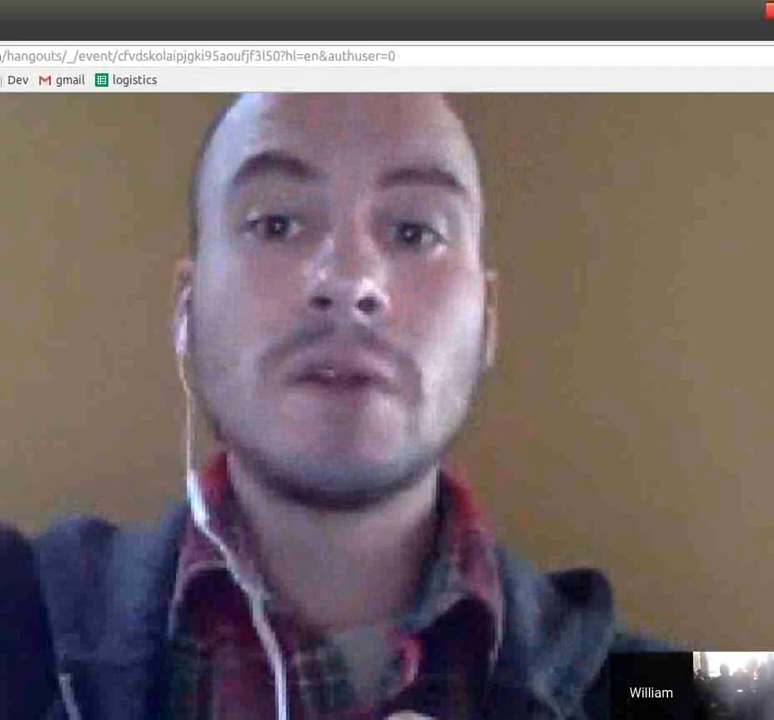 /hangouts/_/event/cfvdskolaipjgki95aoufjf3l50?hl=en&authuser=0
Dev gmail logistics
William